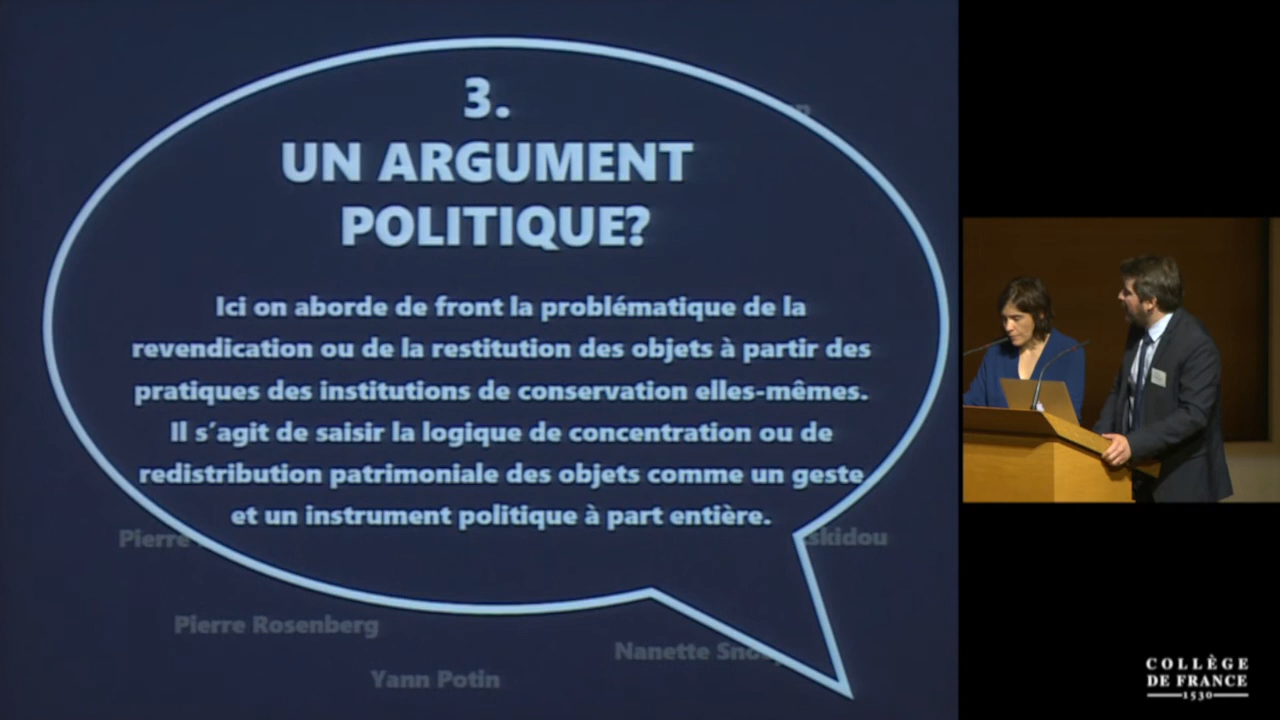 3.
UN ARGUMENT
POLITIQUE?
Ici on aborde de front la problématique de la
revendication ou de la restitution des objets à partir des
pratiques des institutions de conservation elles-mêmes.
Il s'agit de saisir la logique de concentration ou de
redistribution patrimoniale des objets comme un geste
et un instrument politique à part entière.
Pierre
Pierre Rosenberg
Nanette
Yann Potin
COLLÈGE
DE FRANCE
1530